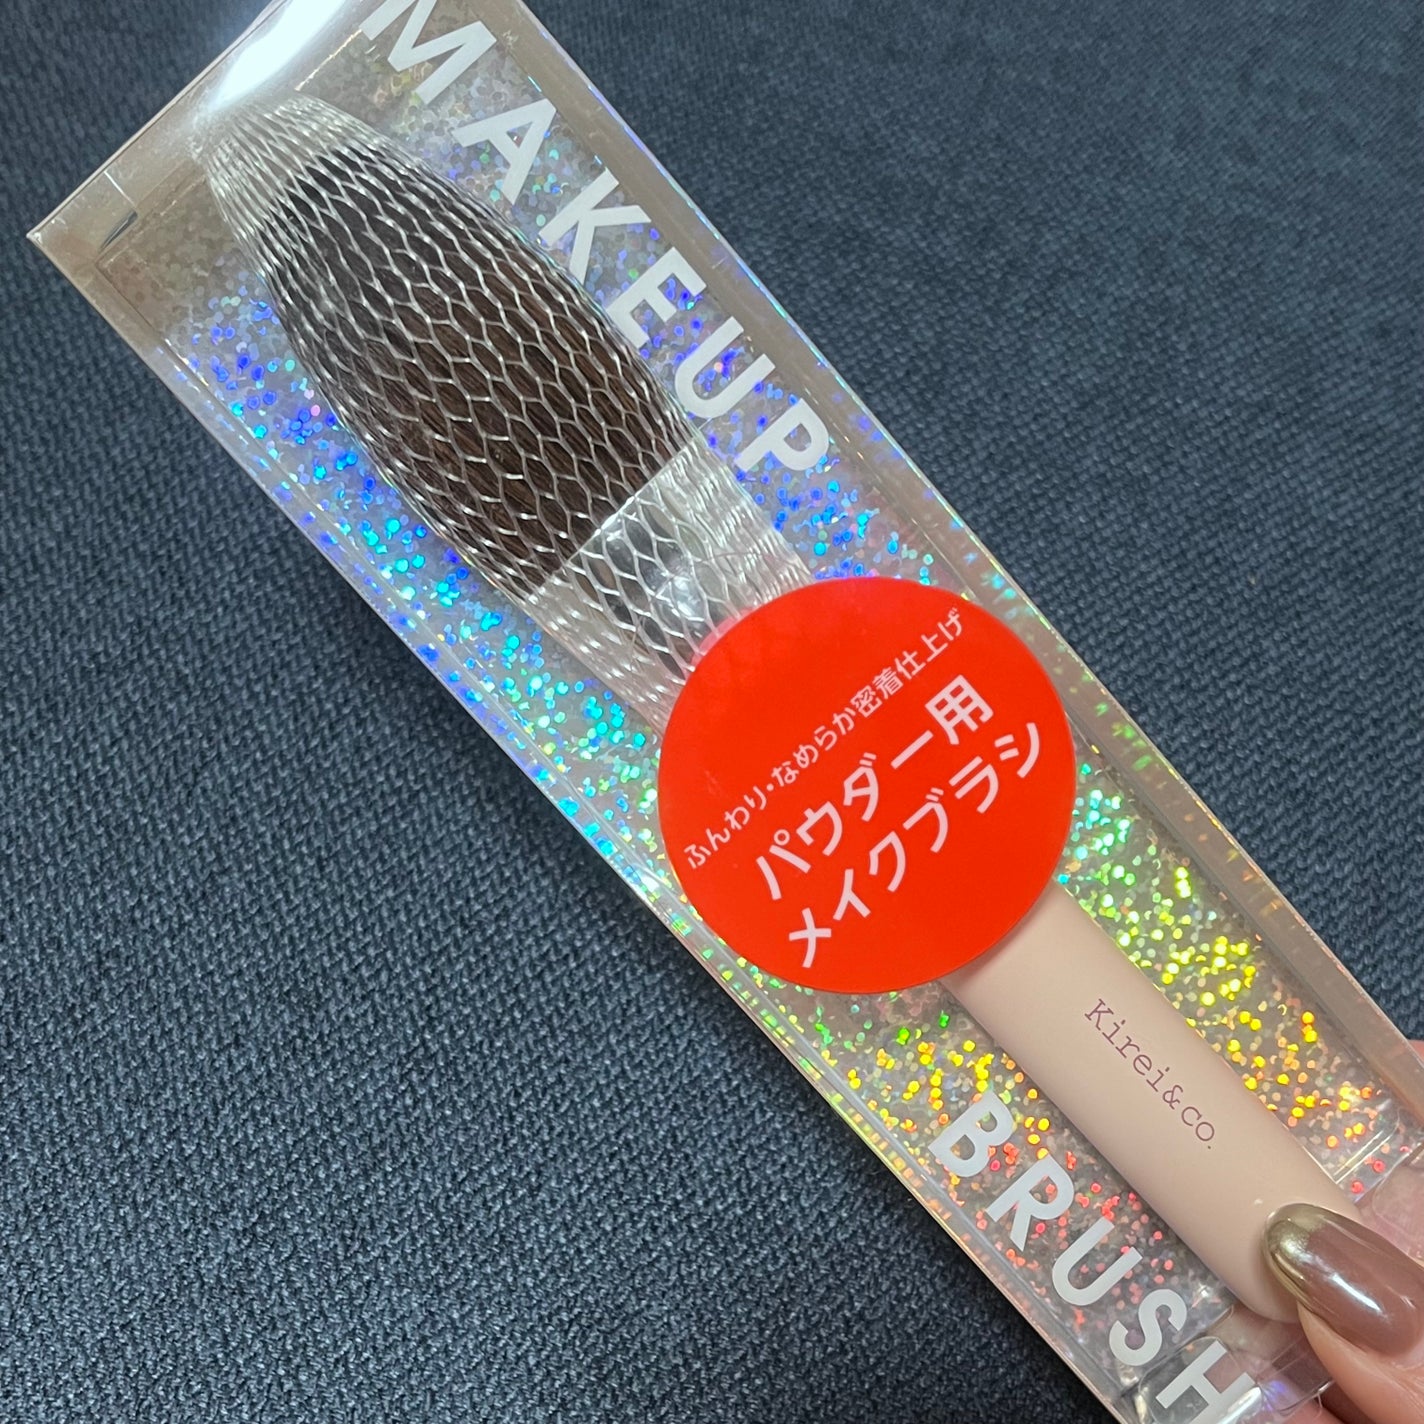 MAKEUP
ふんわり・なめらか密着仕上げ
パウダー用
メイクブラシ
Kirei&co.
BRUSH